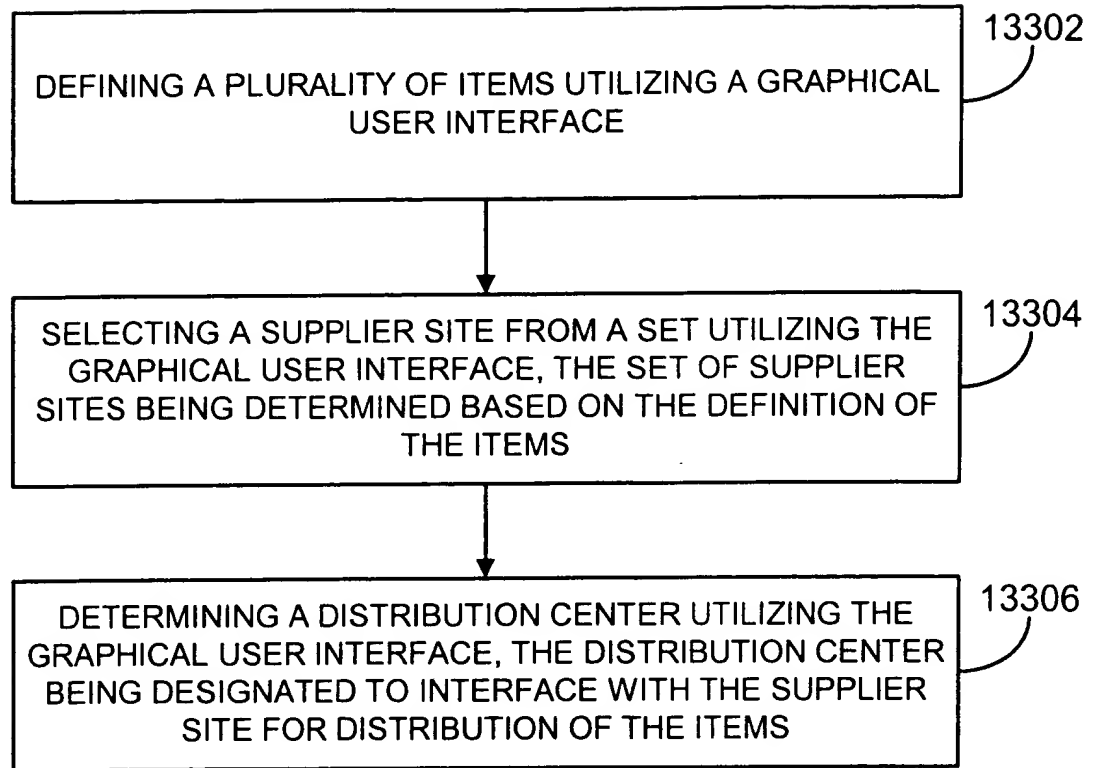 13302
DEFINING A PLURALITY OF ITEMS UTILIZING A GRAPHICAL
USER INTERFACE
13304
SELECTING A SUPPLIER SITE FROM A SET UTILIZING THE
GRAPHICAL USER INTERFACE, THE SET OF SUPPLIER
SITES BEING DETERMINED BASED ON THE DEFINITION OF
THE ITEMS
13306
DETERMINING A DISTRIBUTION CENTER UTILIZING THE
GRAPHICAL USER INTERFACE, THE DISTRIBUTION CENTER
BEING DESIGNATED TO INTERFACE WITH THE SUPPLIER
SITE FOR DISTRIBUTION OF THE ITEMS